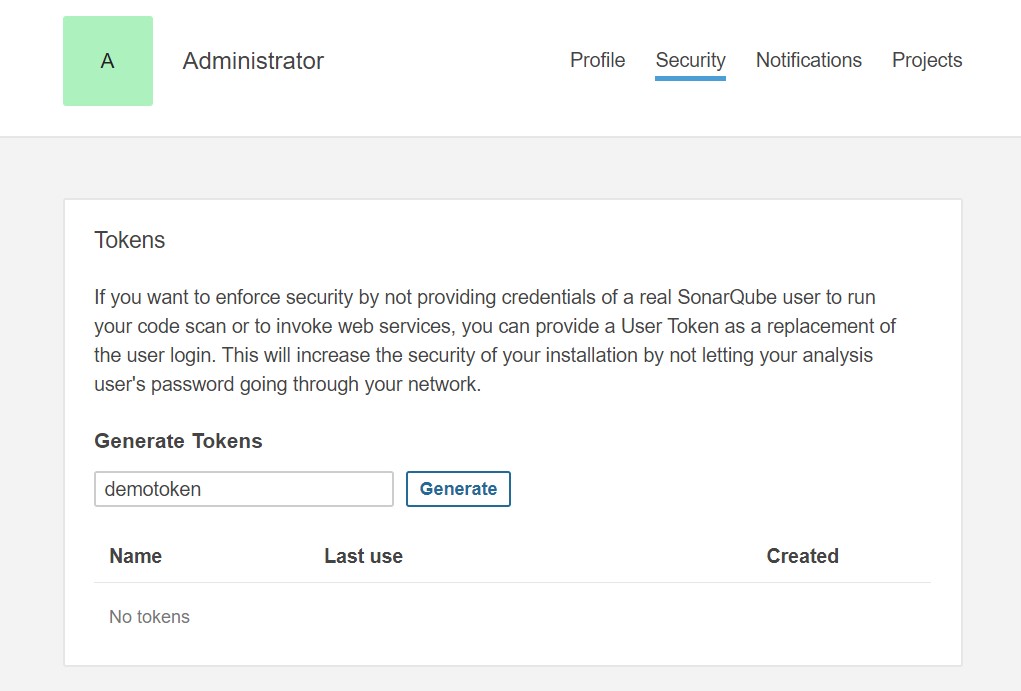 A
Administrator
Profile Security Notifications Projects
Tokens
If you want to enforce security by not providing credentials of a real SonarQube user to run
your code scan or to invoke web services, you can provide a User Token as a replacement of
the user login. This will increase the security of your installation by not letting your analysis
user's password going through your network.
Generate Tokens
demotoken Generate
Name Last use Created
No tokens